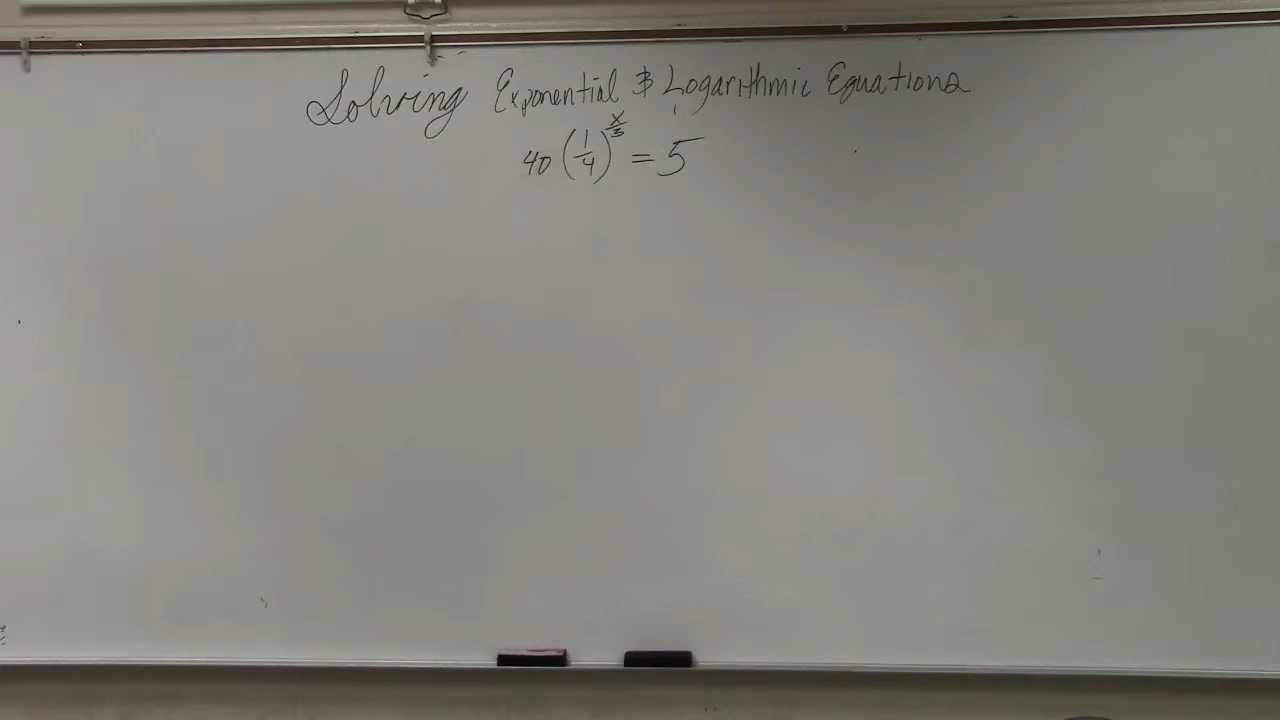 Solving Exponential & Logarithmic Equations
40 (1/4)^(x/3) = 5